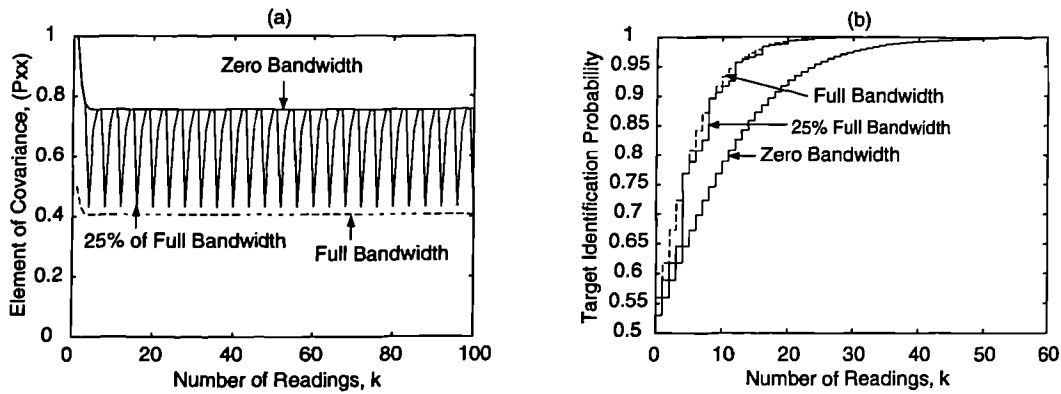 (a)
Element of Covariance, (Pxx)
1
0.8
0.6
0.4
0.2
0
Zero Bandwidth
25% of Full Bandwidth
Full Bandwidth
0 20 40 60 80 100
Number of Readings, k
(b)
Target Identification Probability
1
0.95
0.9
0.85
0.8
0.75
0.7
0.65
0.6
0.55
0.5
Full Bandwidth
25% Full Bandwidth
Zero Bandwidth
0 10 20 30 40 50 60
Number of Readings, k